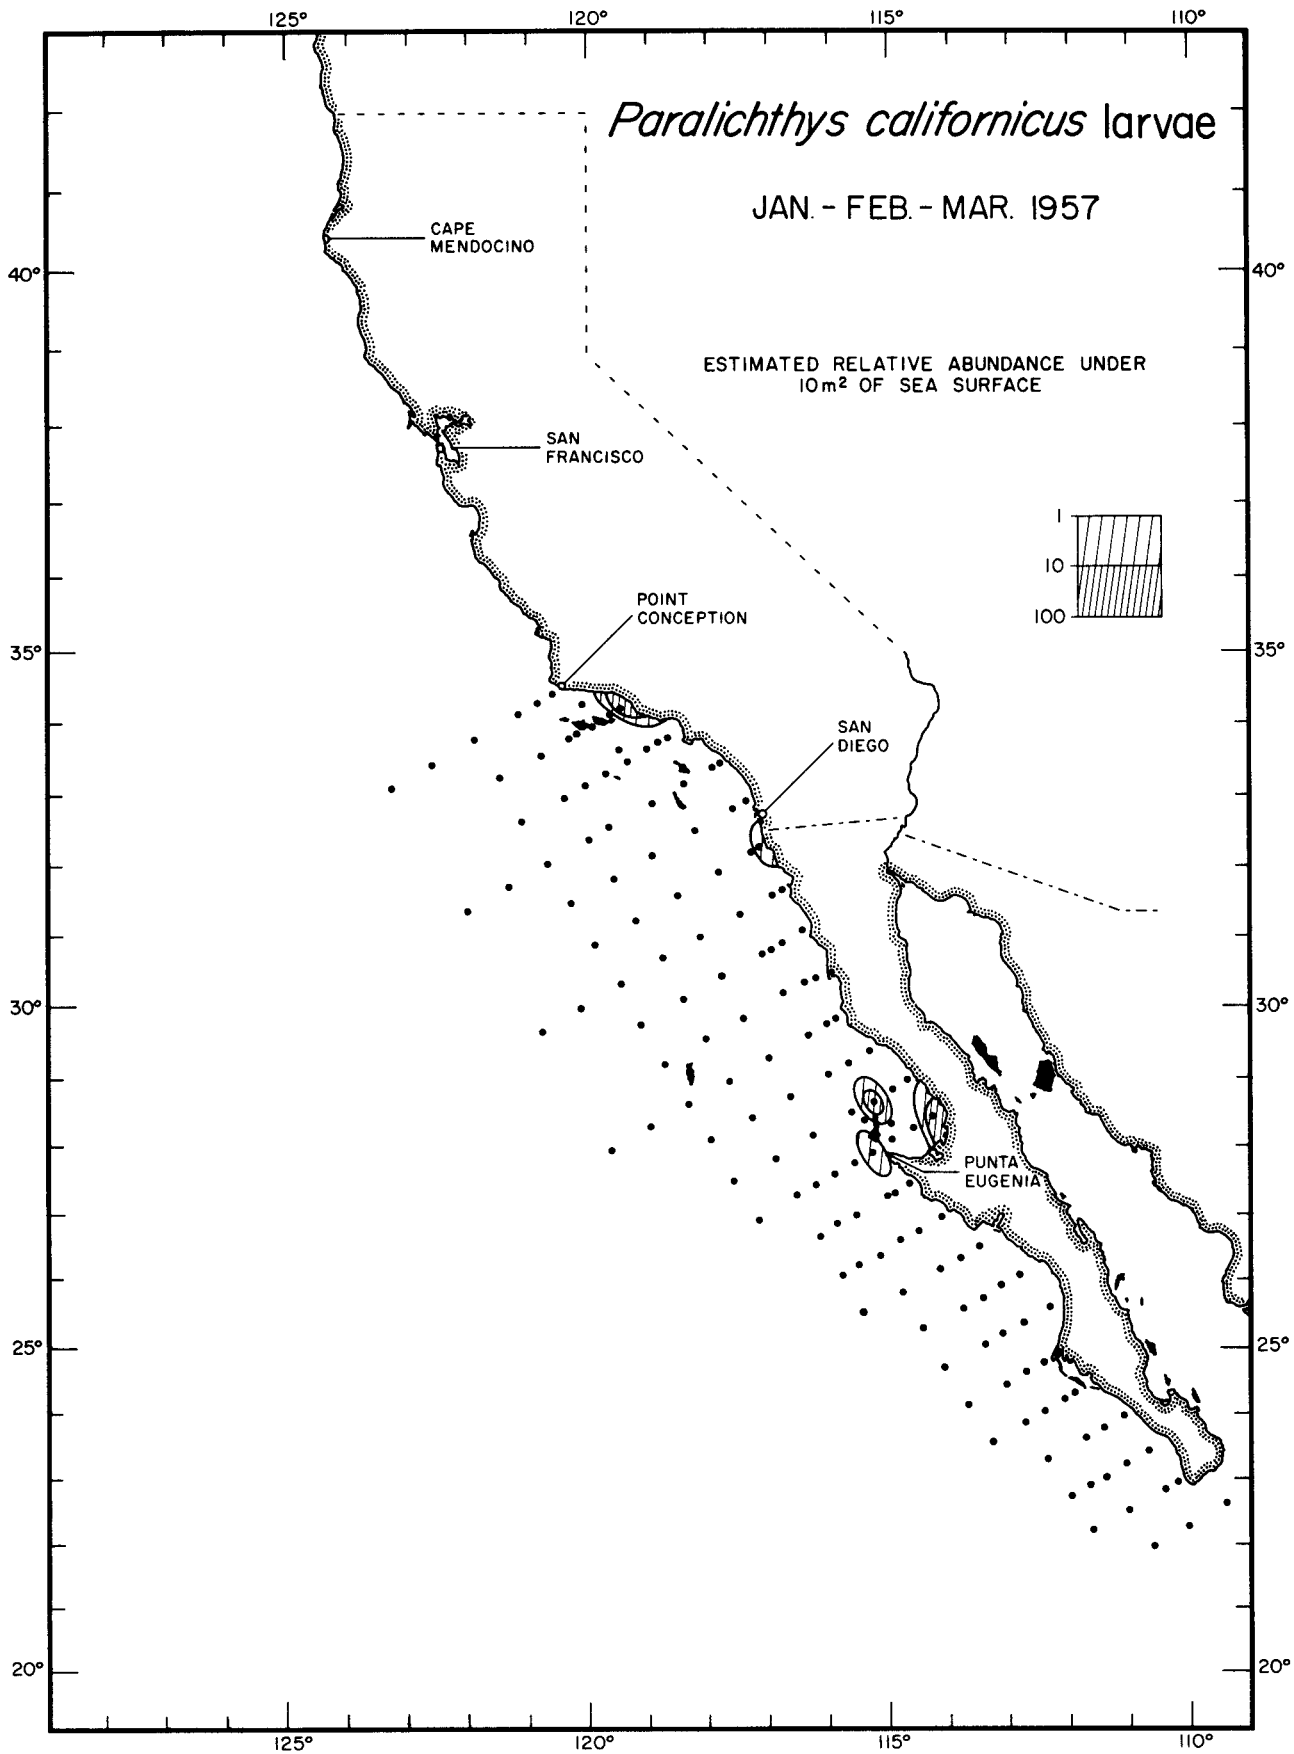 125° 120° 115° 110°
Paralichthys californicus larvae
JAN. - FEB. - MAR. 1957
CAPE
MENDOCINO
40° 40°
ESTIMATED RELATIVE ABUNDANCE UNDER
10m² OF SEA SURFACE
SAN
FRANCISCO
1
10
100
POINT
CONCEPTION
35° 35°
SAN
DIEGO
30° 30°
PUNTA
EUGENIA
25° 25°
20° 20°
125° 120° 115° 110°